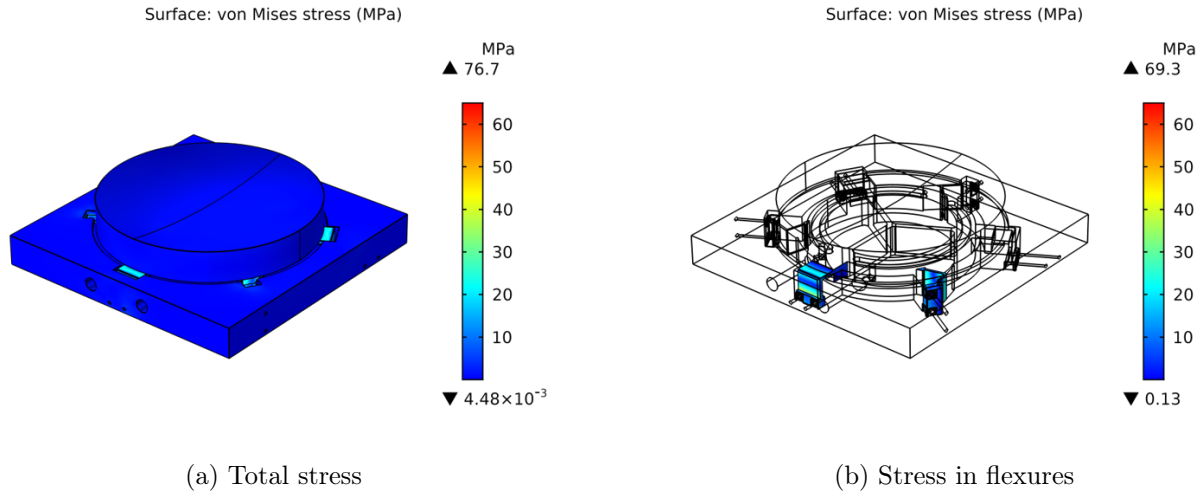 Surface: von Mises stress (MPa)
MPa
▲ 76.7
60
50
40
30
20
10
▼ 4.48×10⁻³
(a) Total stress
Surface: von Mises stress (MPa)
MPa
▲ 69.3
60
50
40
30
20
10
▼ 0.13
(b) Stress in flexures